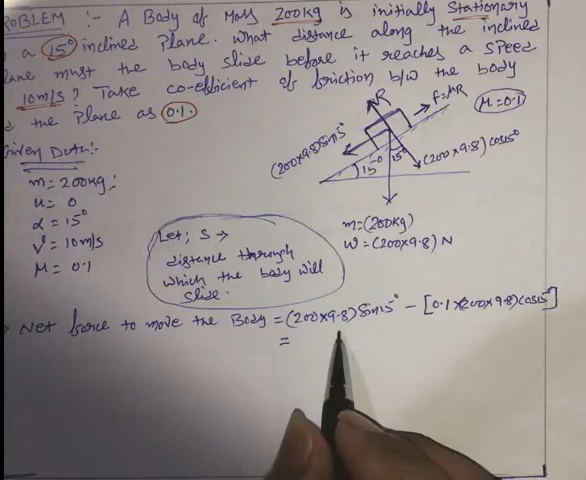 ROBLEM :- A Body of Mass 200kg is initially Stationary
a 15° inclined Plane. What distance along the inclined
lane must the body slide before it reaches a speed
10m/s? Take co-efficient of friction b/w the body
d the Plane as 0.1.
R
f=μR
μ=0.1
(200×9.8)Sin15°
15°
15°
(200×9.8)cos15°
Given Data:-
m=200kg:
u=0
α=15°
V=10m/s
μ=0.1
m=(200kg)
W=(200×9.8) N
Let; S →
distance through
which the body will
Slide.
Net force to move the Body = (200×9.8) Sin15° - [0.1×200×9.8)cos15°]
=